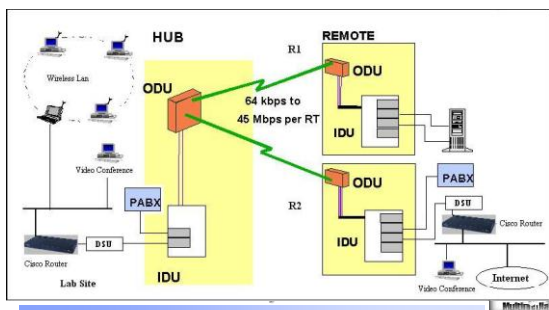 HUB
REMOTE
R1
Wireless Lan
ODU
ODU
64 kbps to
45 Mbps per RT
IDU
Video Conference
ODU
PABX
PABX
R2
DSU
IDU
DSU
Cisco Router
Cisco Router
IDU
Lab Site
Video Conference
Internet